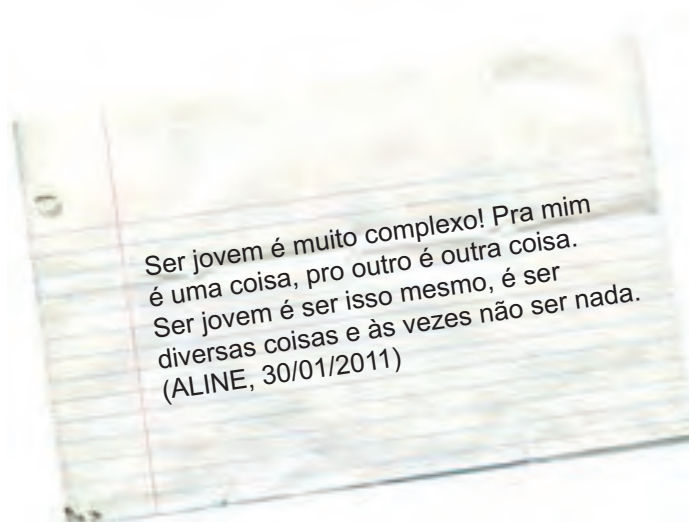 Ser jovem é muito complexo! Pra mim
é uma coisa, pro outro é outra coisa.
Ser jovem é ser isso mesmo, é ser
diversas coisas e às vezes não ser nada.
(ALINE, 30/01/2011)